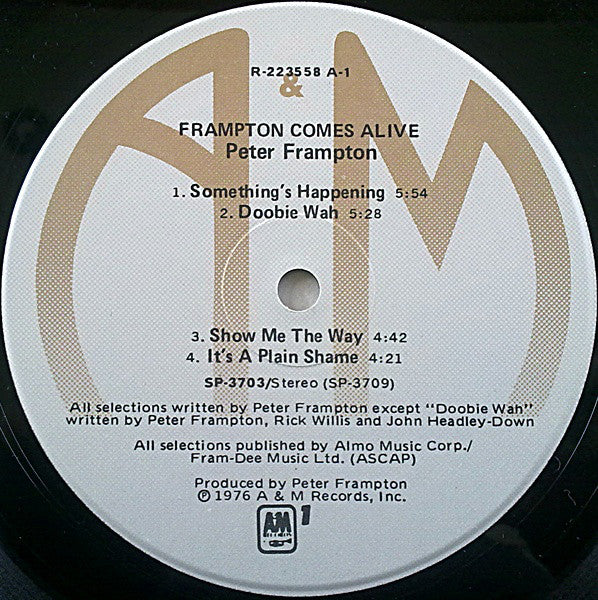 R-223558 A-1
&
FRAMPTON COMES ALIVE
Peter Frampton
1. Something's Happening 5:54
2. Doobie Wah 5:28
3. Show Me The Way 4:42
4. It's A Plain Shame 4:21
SP-3703/Stereo (SP-3709)
All selections written by Peter Frampton except "Doobie Wah"
written by Peter Frampton, Rick Willis and John Headley-Down
All selections published by Almo Music Corp./
Fram-Dee Music Ltd. (ASCAP)
Produced by Peter Frampton
℗ 1976 A & M Records, Inc.
A&M 1
RECORDS